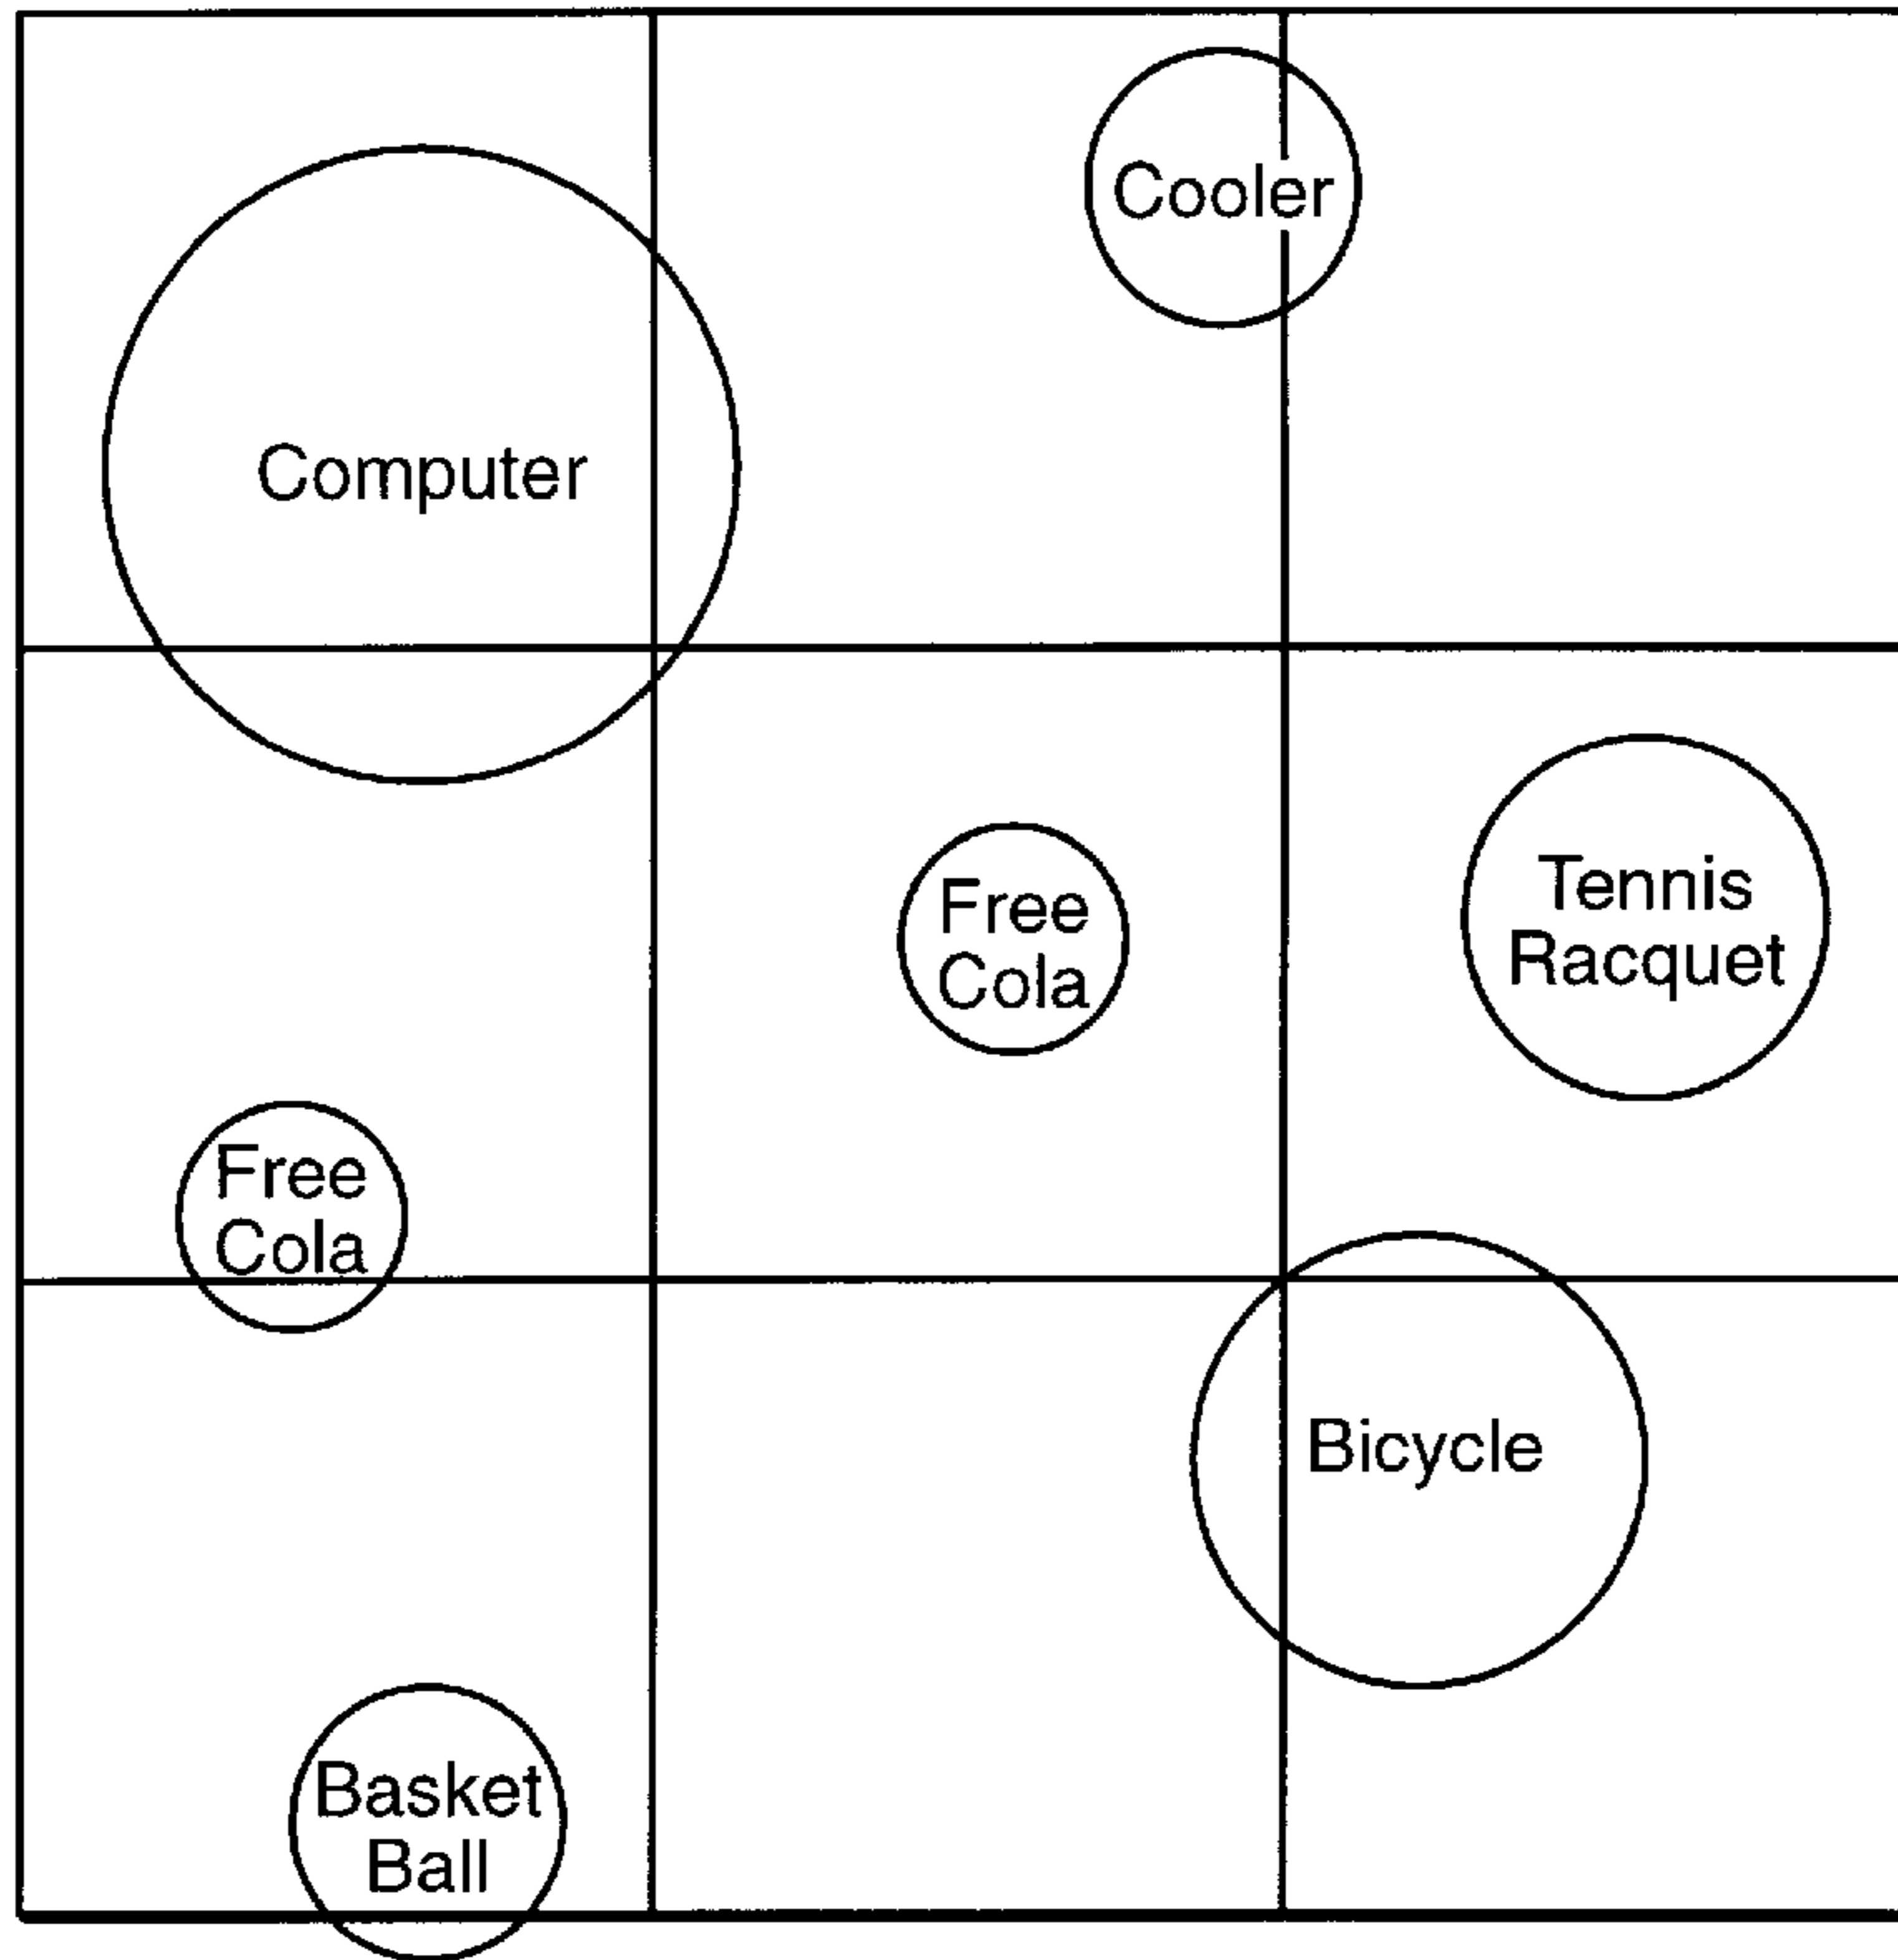 Cooler
Computer
Free
Cola
Tennis
Racquet
Free
Cola
Bicycle
Basket
Ball